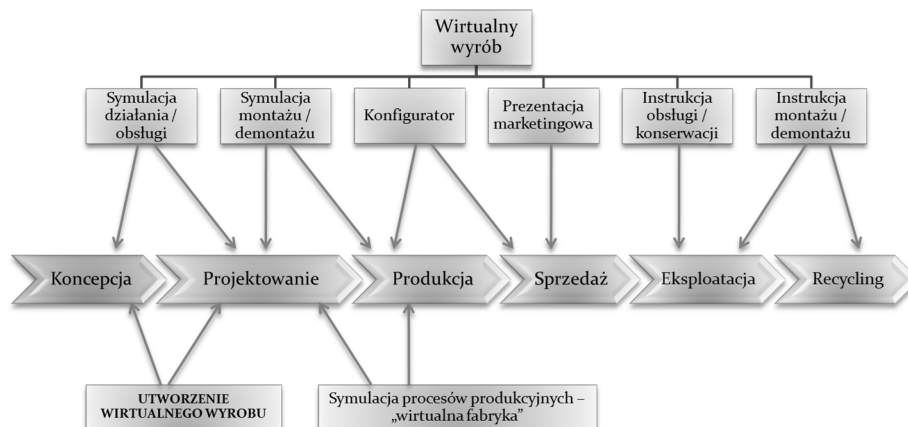 Wirtualny
wyrób
Symulacja
działania /
obsługi
Symulacja
montażu /
demontażu
Konfigurator
Prezentacja
marketingowa
Instrukcja
obsługi /
konserwacji
Instrukcja
montażu /
demontażu
Koncepcja
Projektowanie
Produkcja
Sprzedaż
Eksploatacja
Recycling
UTWORZENIE
WIRTUALNEGO WYROBU
Symulacja procesów produkcyjnych –
„wirtualna fabryka”